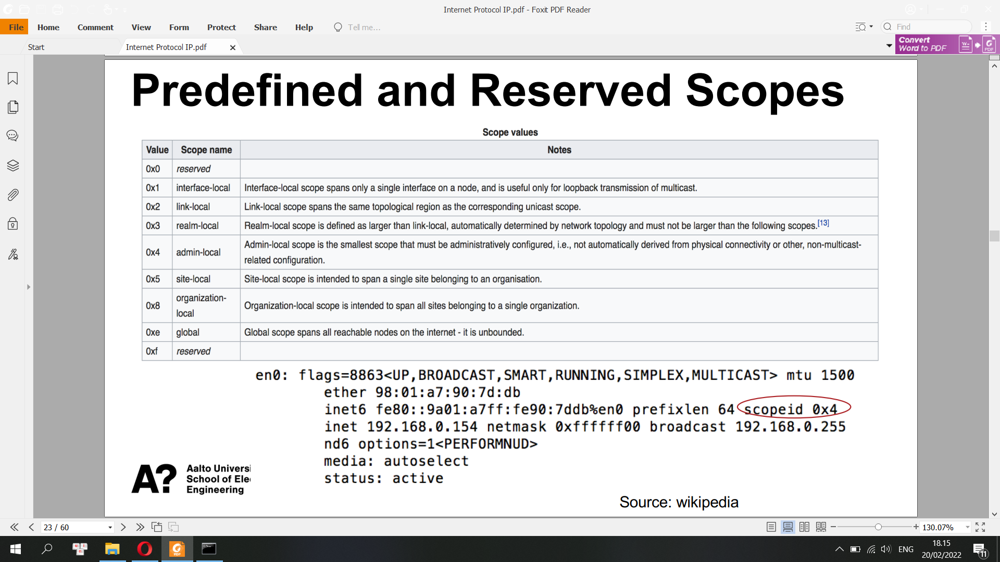 Internet Protocol IP.pdf - Foxit PDF Reader
File Home Comment View Form Protect Share Help Tell me... Find
Start Internet Protocol IP.pdf
Convert
Word to PDF
Predefined and Reserved Scopes
Scope values
Value Scope name Notes
0x0 reserved
0x1 interface-local Interface-local scope spans only a single interface on a node, and is useful only for loopback transmission of multicast.
0x2 link-local Link-local scope spans the same topological region as the corresponding unicast scope.
0x3 realm-local Realm-local scope is defined as larger than link-local, automatically determined by network topology and must not be larger than the following scopes.[13]
0x4 admin-local Admin-local scope is the smallest scope that must be administratively configured, i.e., not automatically derived from physical connectivity or other, non-multicast-
related configuration.
0x5 site-local Site-local scope is intended to span a single site belonging to an organisation.
0x8 organization-
local Organization-local scope is intended to span all sites belonging to a single organization.
0xe global Global scope spans all reachable nodes on the internet - it is unbounded.
0xf reserved
en0: flags=8863<UP,BROADCAST,SMART,RUNNING,SIMPLEX,MULTICAST> mtu 1500
ether 98:01:a7:90:7d:db
inet6 fe80::9a01:a7ff:fe90:7ddb%en0 prefixlen 64 scopeid 0x4
inet 192.168.0.154 netmask 0xffffff00 broadcast 192.168.0.255
nd6 options=1<PERFORMNUD>
media: autoselect
status: active
A?
Aalto Universi
School of Ele
Engineering
Source: wikipedia
23 / 60
130.07%
ENG
18.15
20/02/2022
11